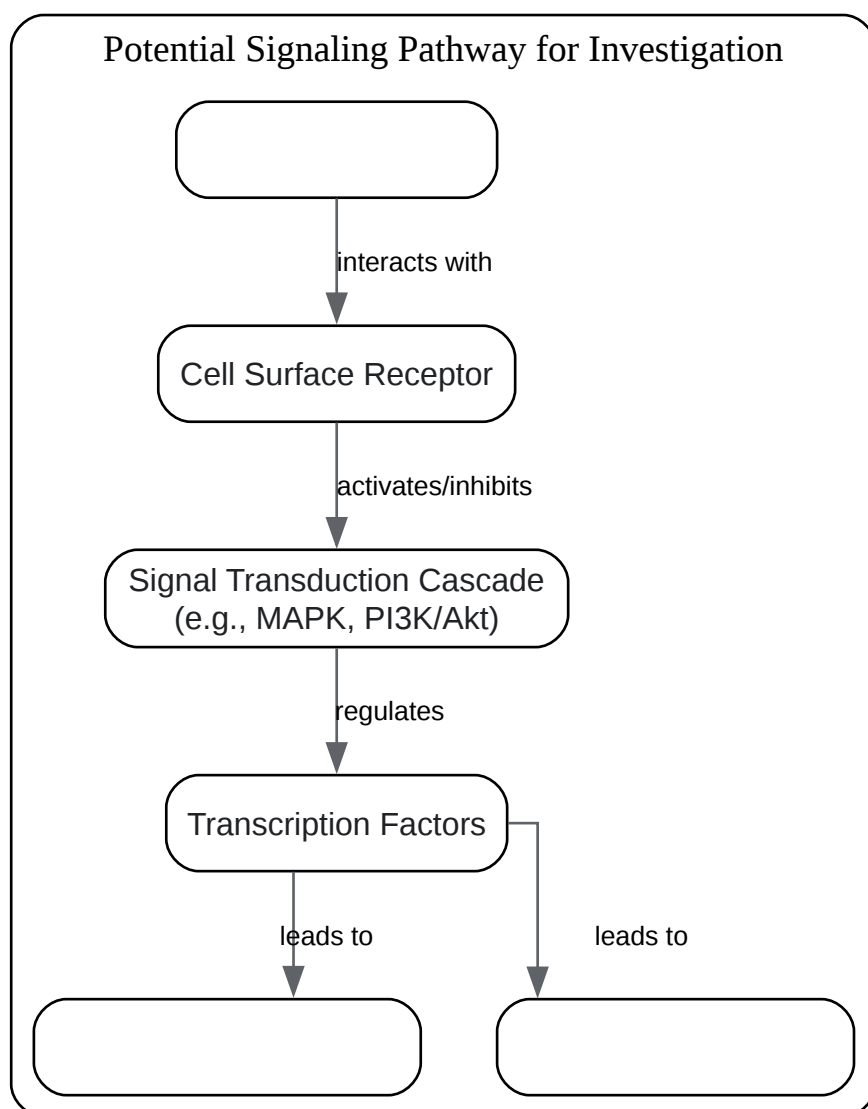 Potential Signaling Pathway for Investigation
interacts with
Cell Surface Receptor
activates/inhibits
Signal Transduction Cascade
(e.g., MAPK, PI3K/Akt)
regulates
Transcription Factors
leads to
leads to